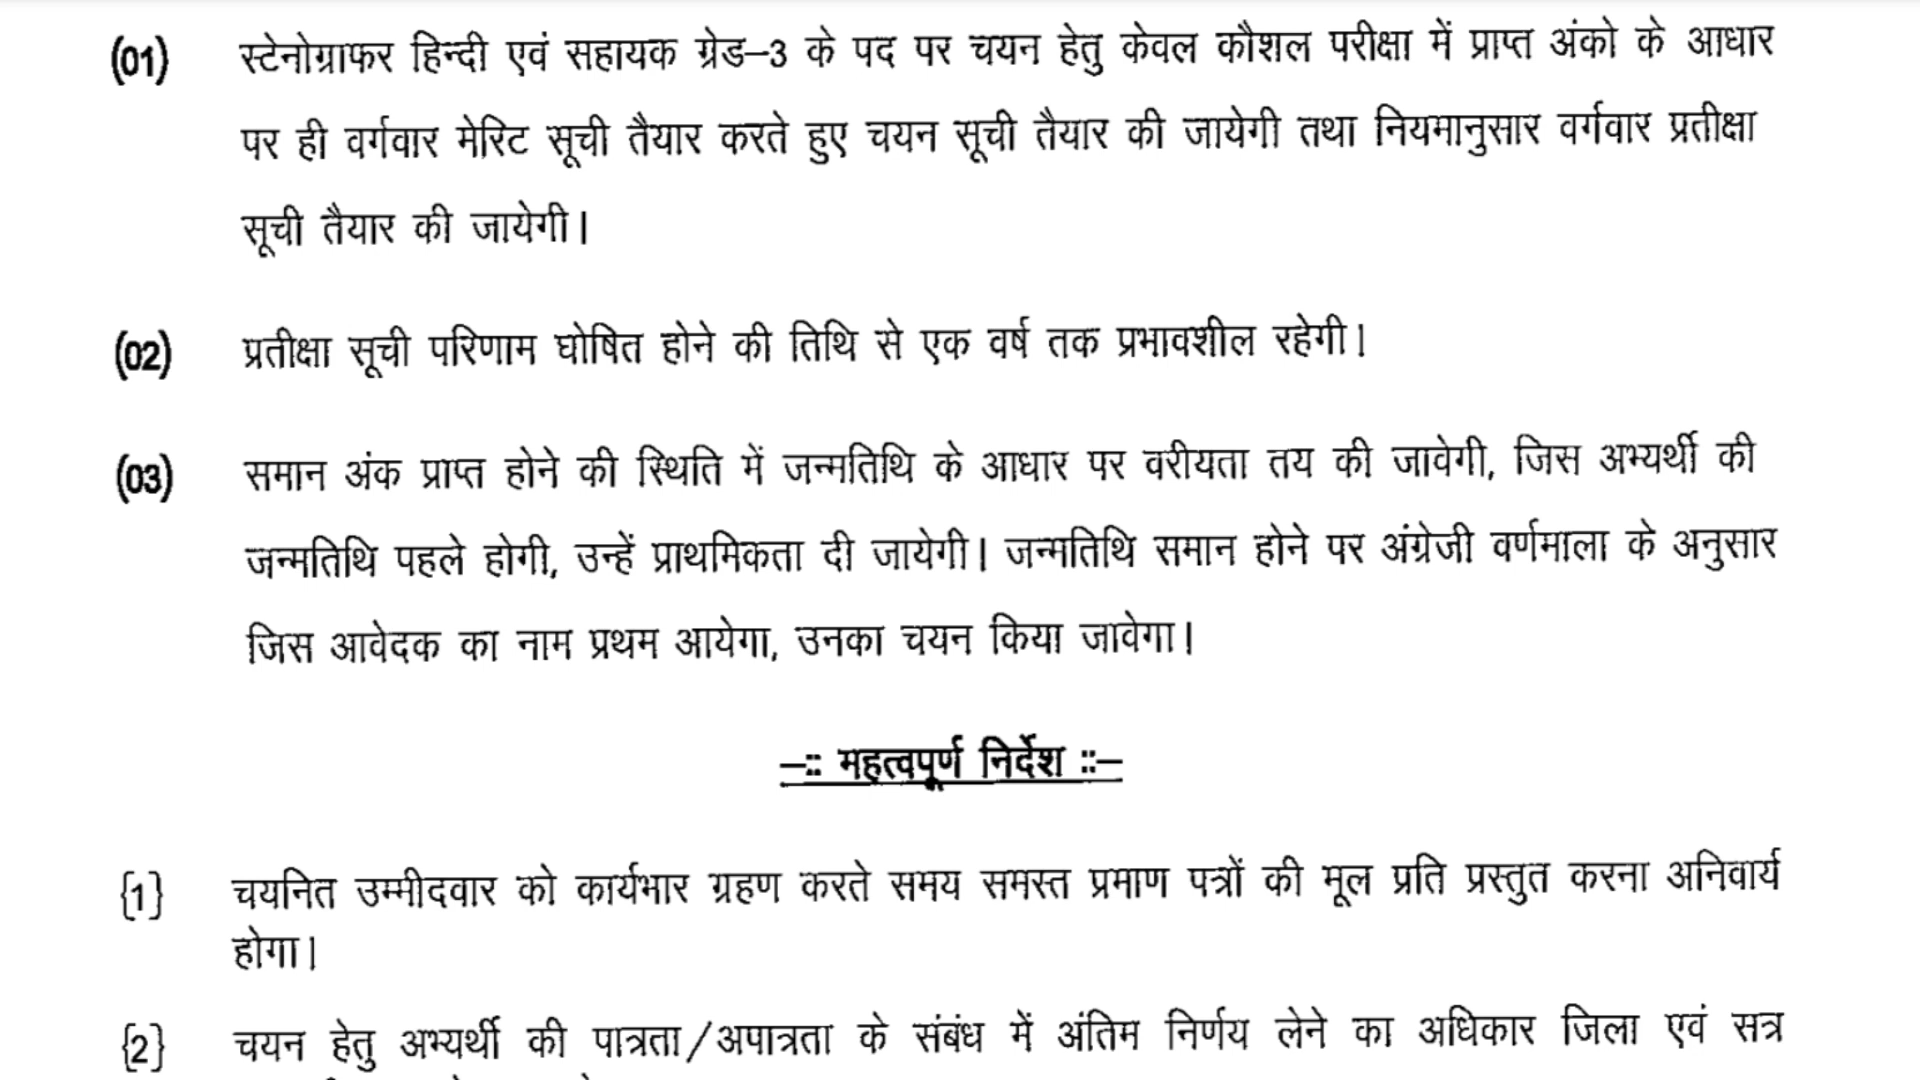 (01) स्टेनोग्राफर हिन्दी एवं सहायक ग्रेड–3 के पद पर चयन हेतु केवल कौशल परीक्षा में प्राप्त अंको के आधार
पर ही वर्गवार मेरिट सूची तैयार करते हुए चयन सूची तैयार की जायेगी तथा नियमानुसार वर्गवार प्रतीक्षा
सूची तैयार की जायेगी।
(02) प्रतीक्षा सूची परिणाम घोषित होने की तिथि से एक वर्ष तक प्रभावशील रहेगी।
(03) समान अंक प्राप्त होने की स्थिति में जन्मतिथि के आधार पर वरीयता तय की जावेगी, जिस अभ्यर्थी की
जन्मतिथि पहले होगी, उन्हें प्राथमिकता दी जायेगी। जन्मतिथि समान होने पर अंग्रेजी वर्णमाला के अनुसार
जिस आवेदक का नाम प्रथम आयेगा, उनका चयन किया जावेगा।
–:: महत्वपूर्ण निर्देश ::–
{1} चयनित उम्मीदवार को कार्यभार ग्रहण करते समय समस्त प्रमाण पत्रों की मूल प्रति प्रस्तुत करना अनिवार्य
होगा।
{2} चयन हेतु अभ्यर्थी की पात्रता/अपात्रता के संबंध में अंतिम निर्णय लेने का अधिकार जिला एवं सत्र